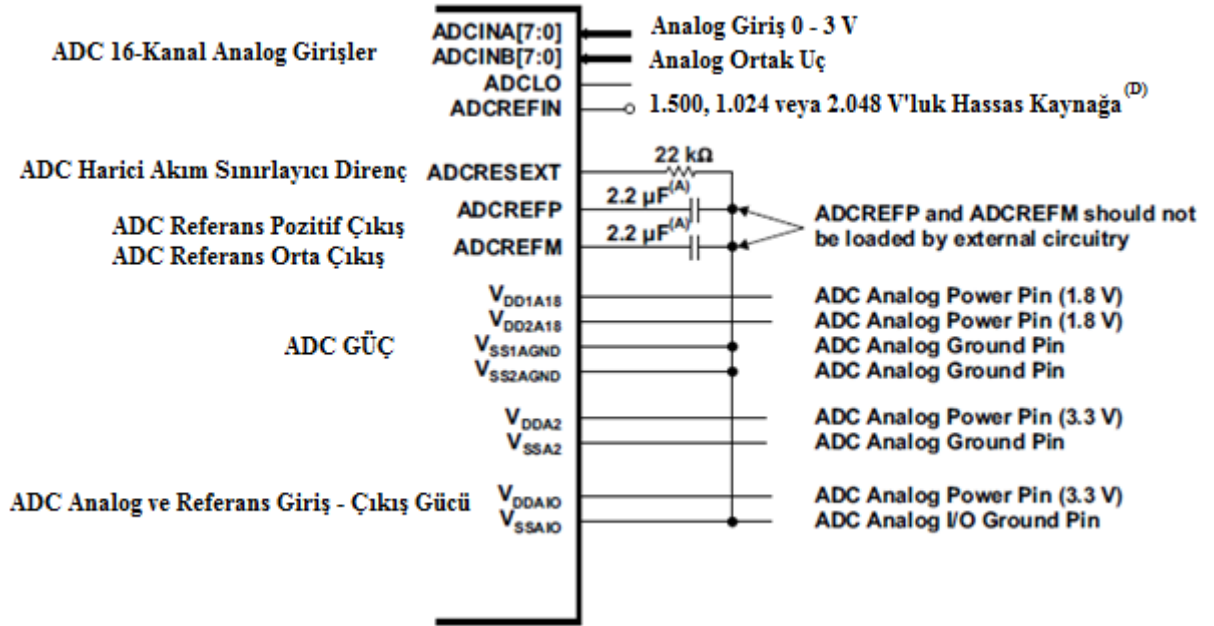 ADC 16-Kanal Analog Girişler
ADCINA[7:0]
ADCINB[7:0]
ADCLO
ADCREFIN
Analog Giriş 0 - 3 V
Analog Ortak Uç
1.500, 1.024 veya 2.048 V'luk Hassas Kaynağa (D)
ADC Harici Akım Sınırlayıcı Direnç
ADCRESEXT
22 kΩ
ADC Referans Pozitif Çıkış
ADCREFP
2.2 µF(A)
ADC Referans Orta Çıkış
ADCREFM
2.2 µF(A)
ADCREFP and ADCREFM should not
be loaded by external circuitry
ADC GÜÇ
VDD1A18
ADC Analog Power Pin (1.8 V)
VDD2A18
ADC Analog Power Pin (1.8 V)
VSS1AGND
ADC Analog Ground Pin
VSS2AGND
ADC Analog Ground Pin
VDDA2
ADC Analog Power Pin (3.3 V)
VSSA2
ADC Analog Ground Pin
ADC Analog ve Referans Giriş - Çıkış Gücü
VDDAIO
ADC Analog Power Pin (3.3 V)
VSSAIO
ADC Analog I/O Ground Pin